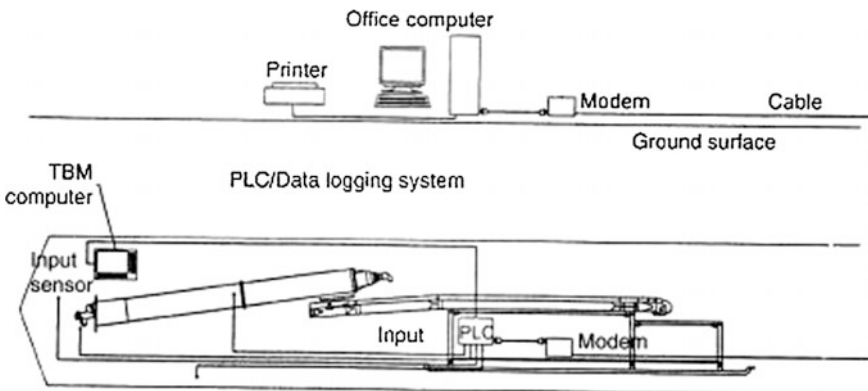 Office computer
Printer
Modem
Cable
Ground surface
TBM
computer
PLC/Data logging system
Input
sensor
Input
PLC
Modem